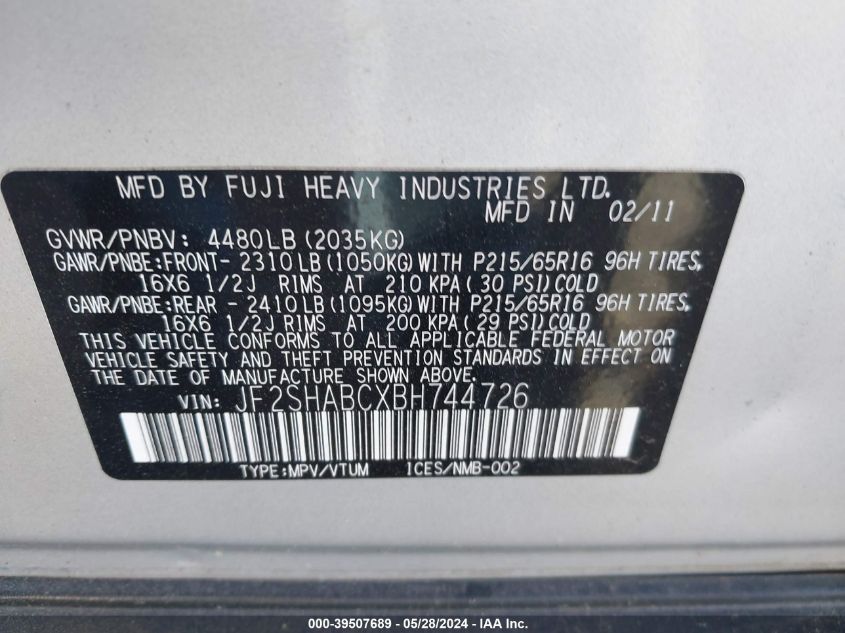 MFD BY FUJI HEAVY INDUSTRIES LTD.
MFD IN 02/11
GVWR/PNBV: 4480LB (2035KG)
GAWR/PNBE:FRONT- 2310LB (1050KG) WITH P215/65R16 96H TIRES,
16X6 1/2J RIMS AT 210 KPA( 30 PSI) COLD
GAWR/PNBE:REAR - 2410LB (1095KG) WITH P215/65R16 96H TIRES,
16X6 1/2J RIMS AT 200 KPA( 29 PSI) COLD
THIS VEHICLE CONFORMS TO ALL APPLICABLE FEDERAL MOTOR
VEHICLE SAFETY AND THEFT PREVENTION STANDARDS IN EFFECT ON
THE DATE OF MANUFACTURE SHOWN ABOVE.
VIN: JF2SHABCXBH744726
TYPE:MPV/VTUM ICES/NMB-002
000-39507689 - 05/28/2024 - IAA Inc.